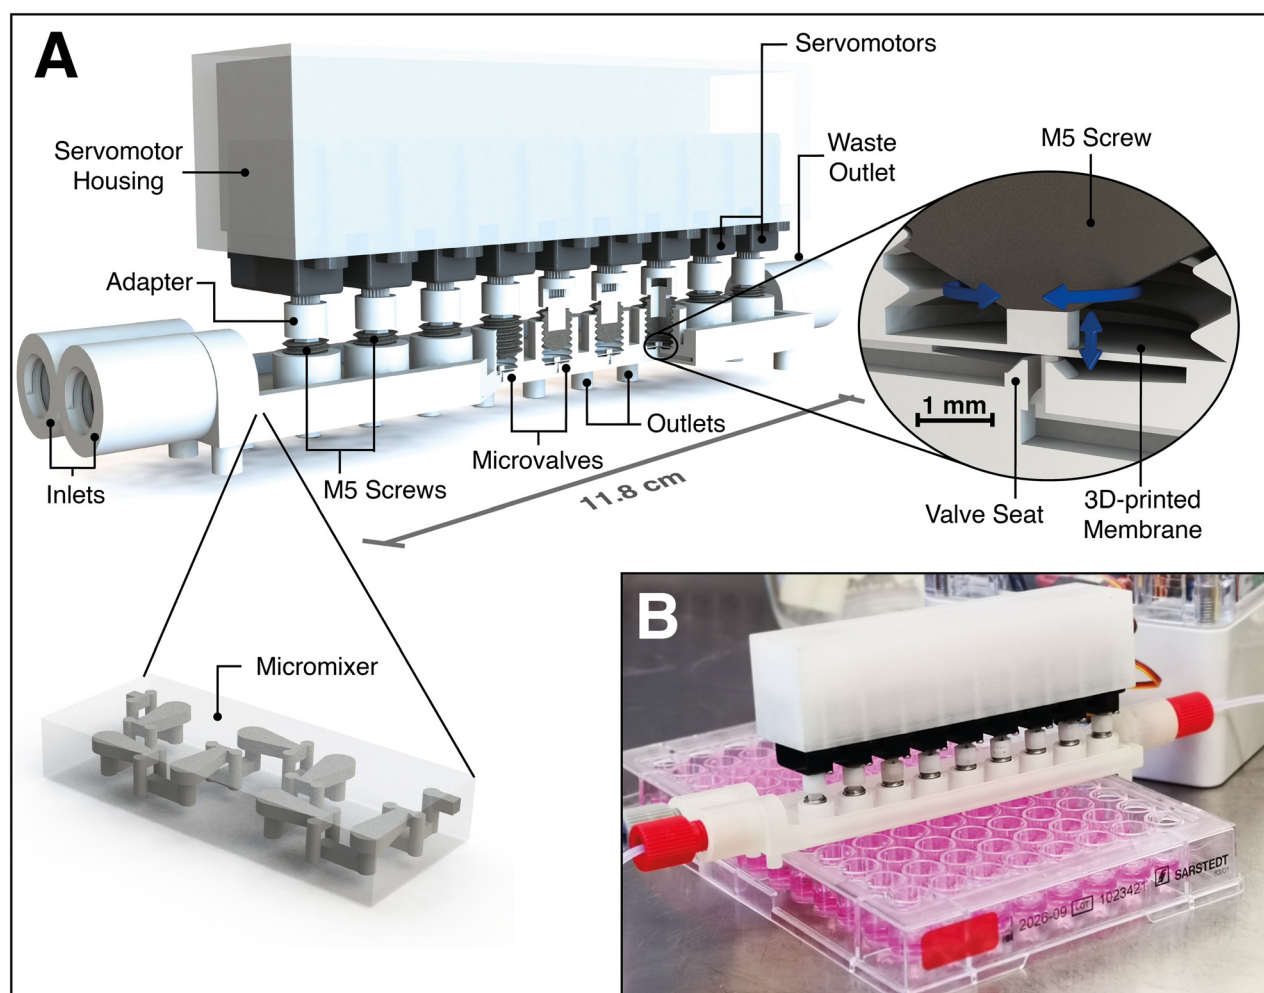 A
Servomotors
Servomotor
Housing
Waste
Outlet
M5 Screw
Adapter
1 mm
Outlets
Microvalves
M5 Screws
Inlets
11.8 cm
Valve Seat
3D-printed
Membrane
Micromixer
B
2026-09 LOT 1023421 SARSTEDT